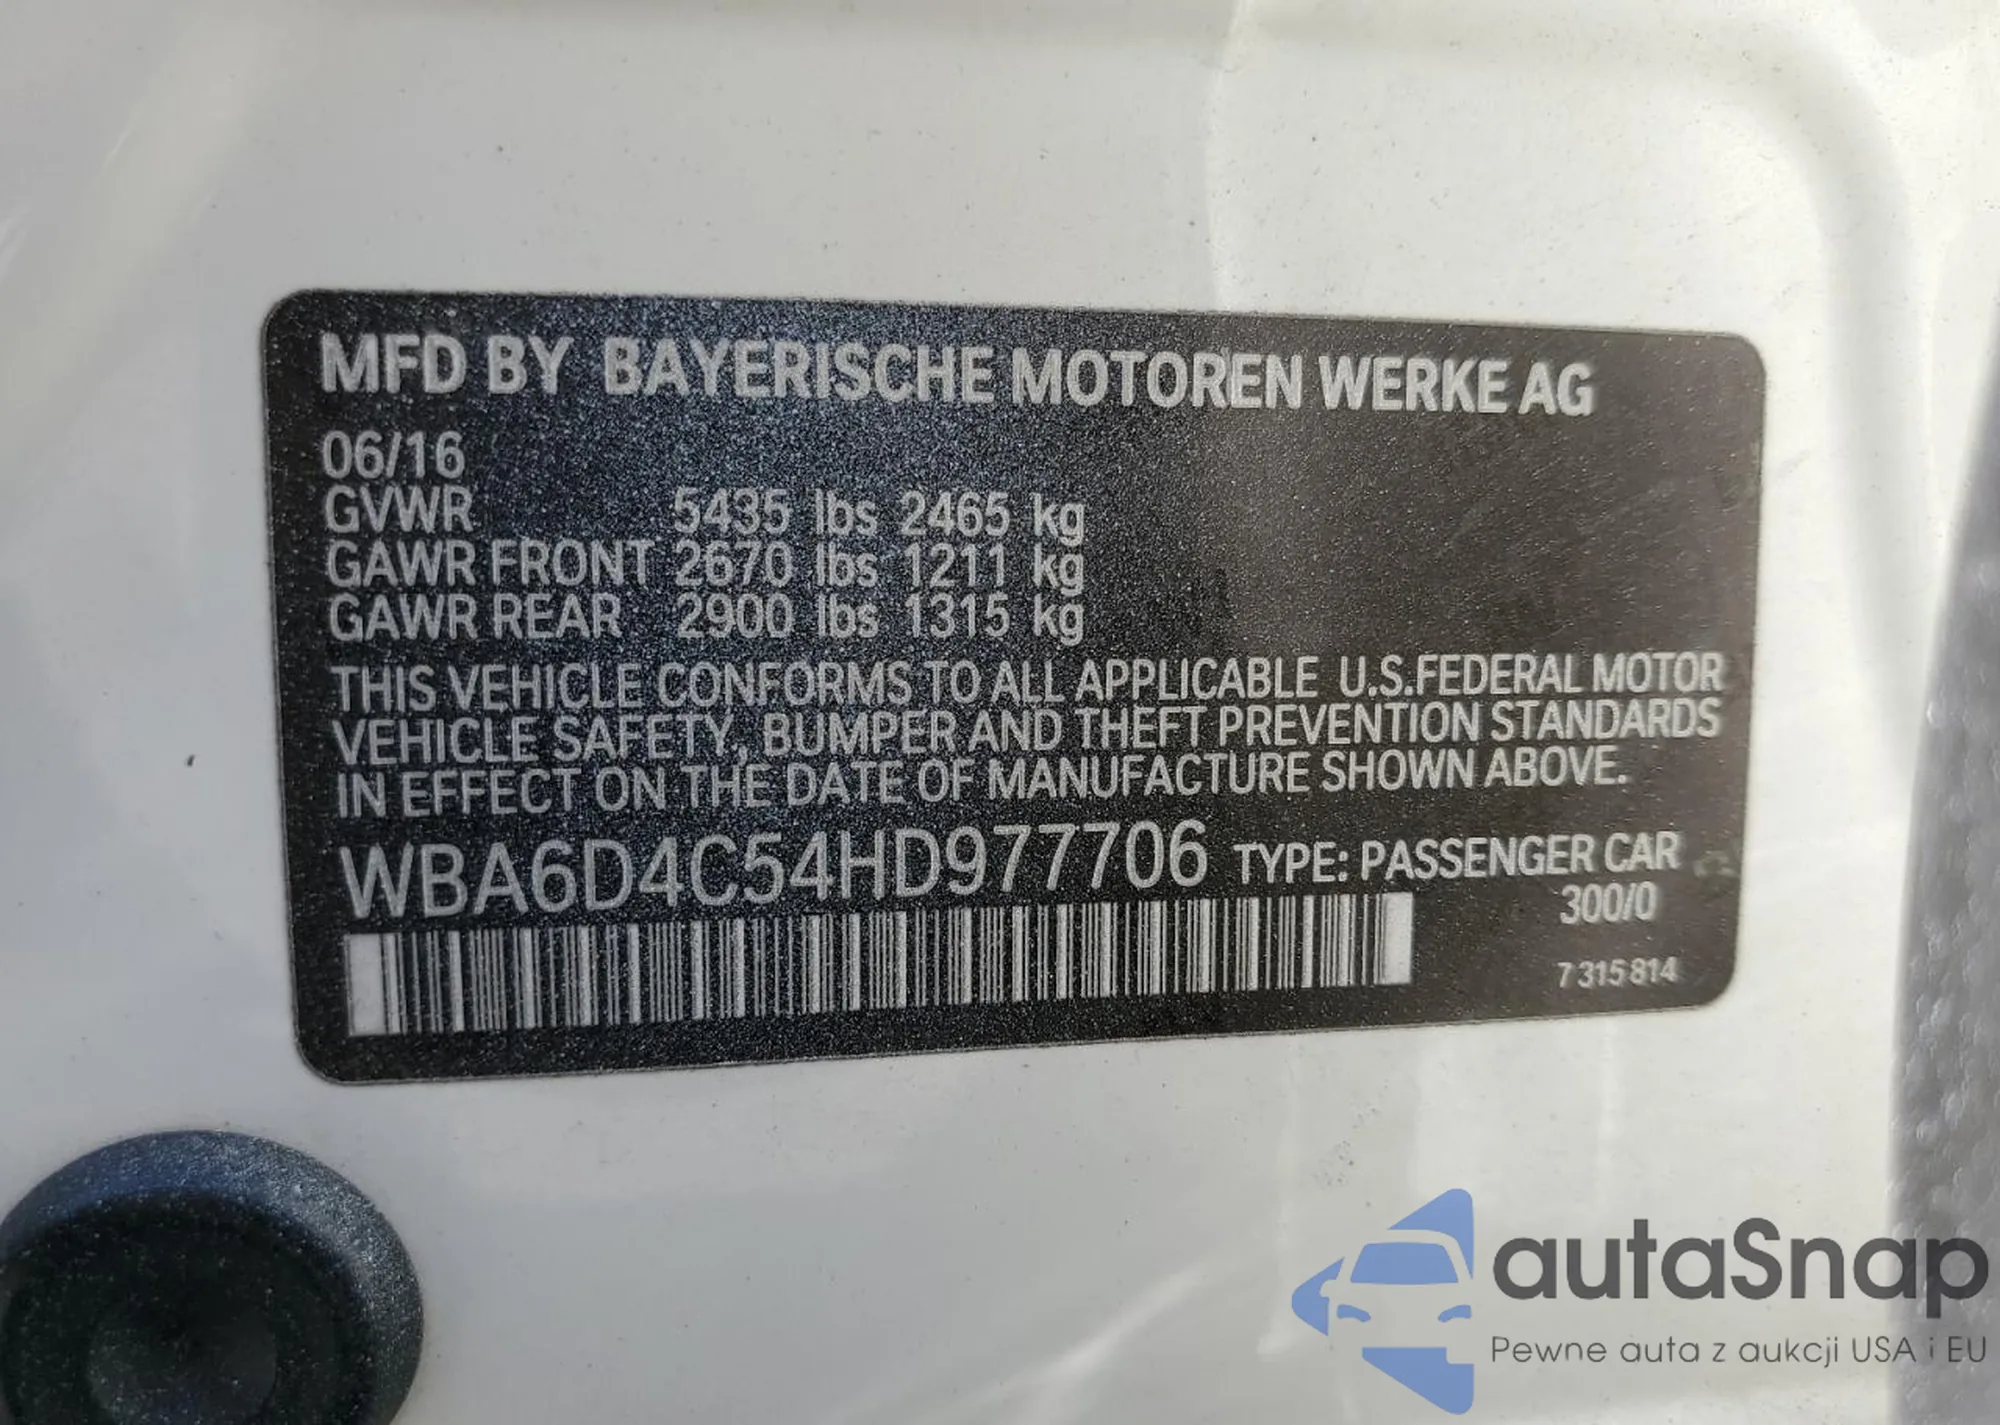 MFD BY BAYERISCHE MOTOREN WERKE AG
06/16
GVWR 5435 lbs 2465 kg
GAWR FRONT 2670 lbs 1211 kg
GAWR REAR 2900 lbs 1315 kg
THIS VEHICLE CONFORMS TO ALL APPLICABLE U.S.FEDERAL MOTOR
VEHICLE SAFETY, BUMPER AND THEFT PREVENTION STANDARDS
IN EFFECT ON THE DATE OF MANUFACTURE SHOWN ABOVE.
WBA6D4C54HD977706 TYPE: PASSENGER CAR
300/0
7 315 814
autaSnap
Pewne auta z aukcji USA i EU